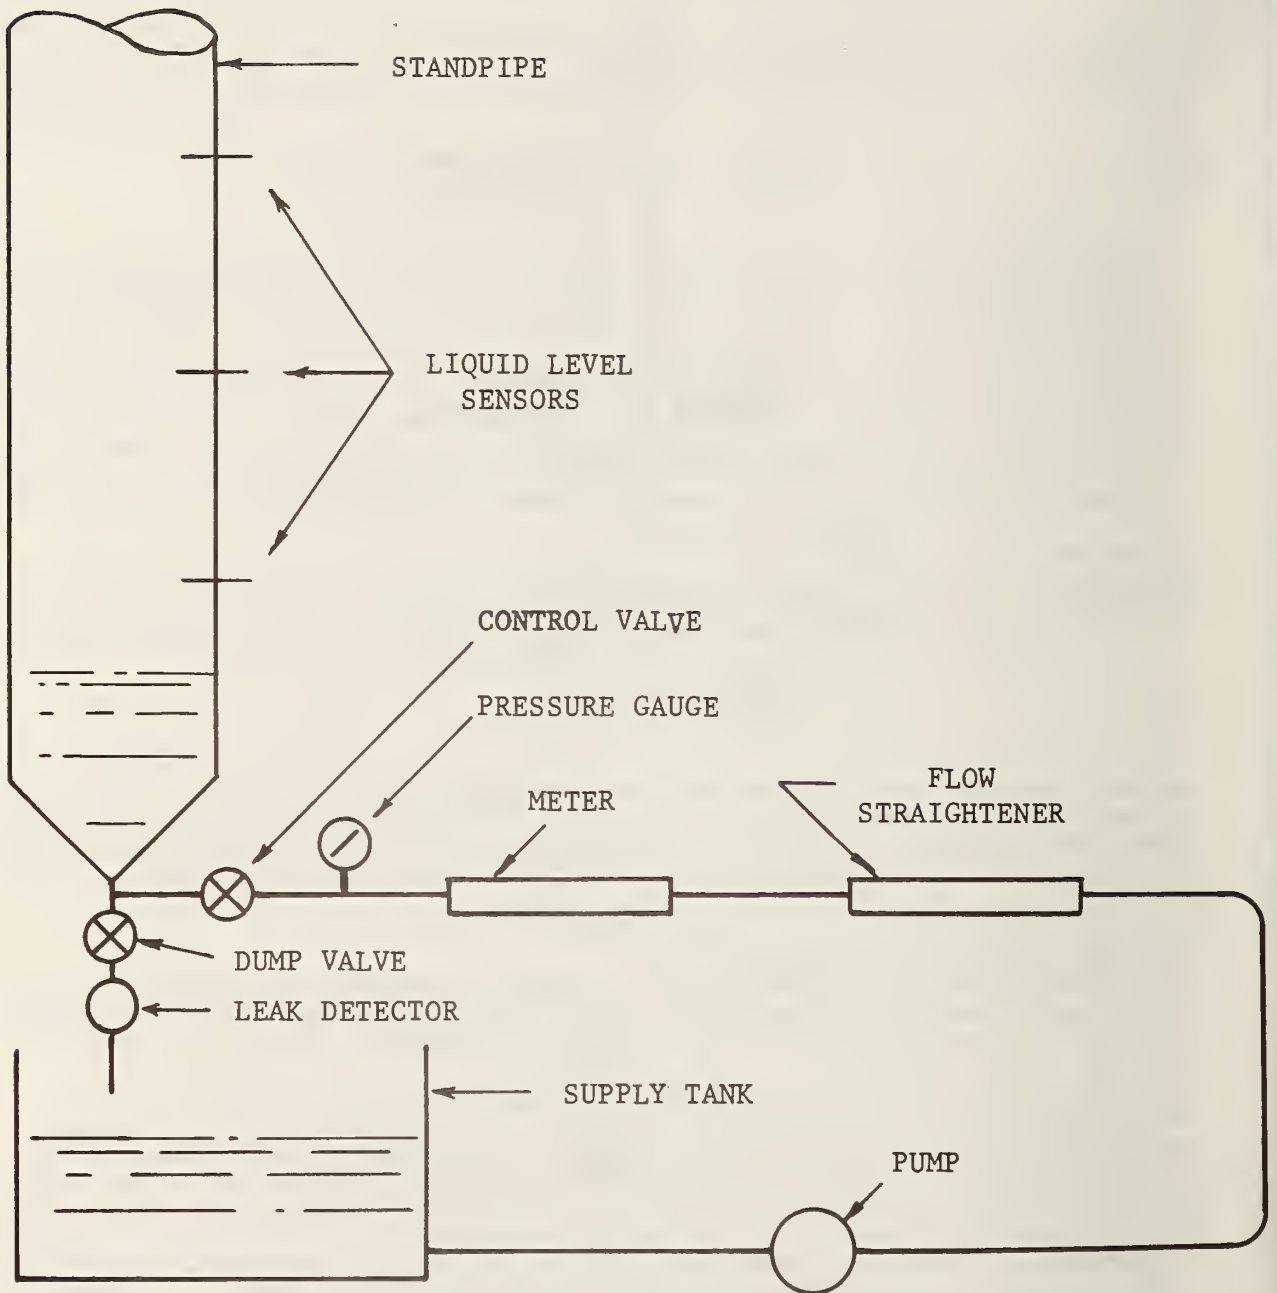 STANDPIPE
LIQUID LEVEL
SENSORS
CONTROL VALVE
PRESSURE GAUGE
METER
FLOW
STRAIGHTENER
DUMP VALVE
LEAK DETECTOR
SUPPLY TANK
PUMP